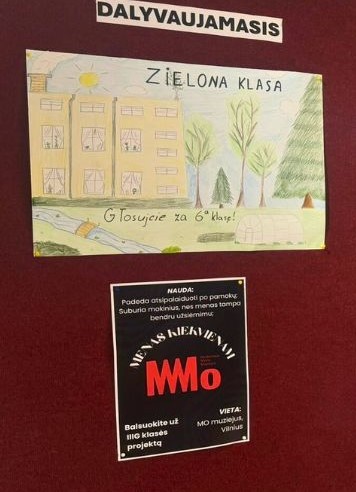 DALYVAUJAMASIS
ZIELONA KLASA
Głosujcie za 6a klasę!
NAUDA:
Padeda atsipalaiduoti po pamokų;
Suburia mokinius, nes menas tampa
bendru užsiėmimu;
MENAS KIEKVIENAM
MMo
Balsuokite už
IIIG klasės
projektą
VIETA:
MO muziejus,
Vilnius